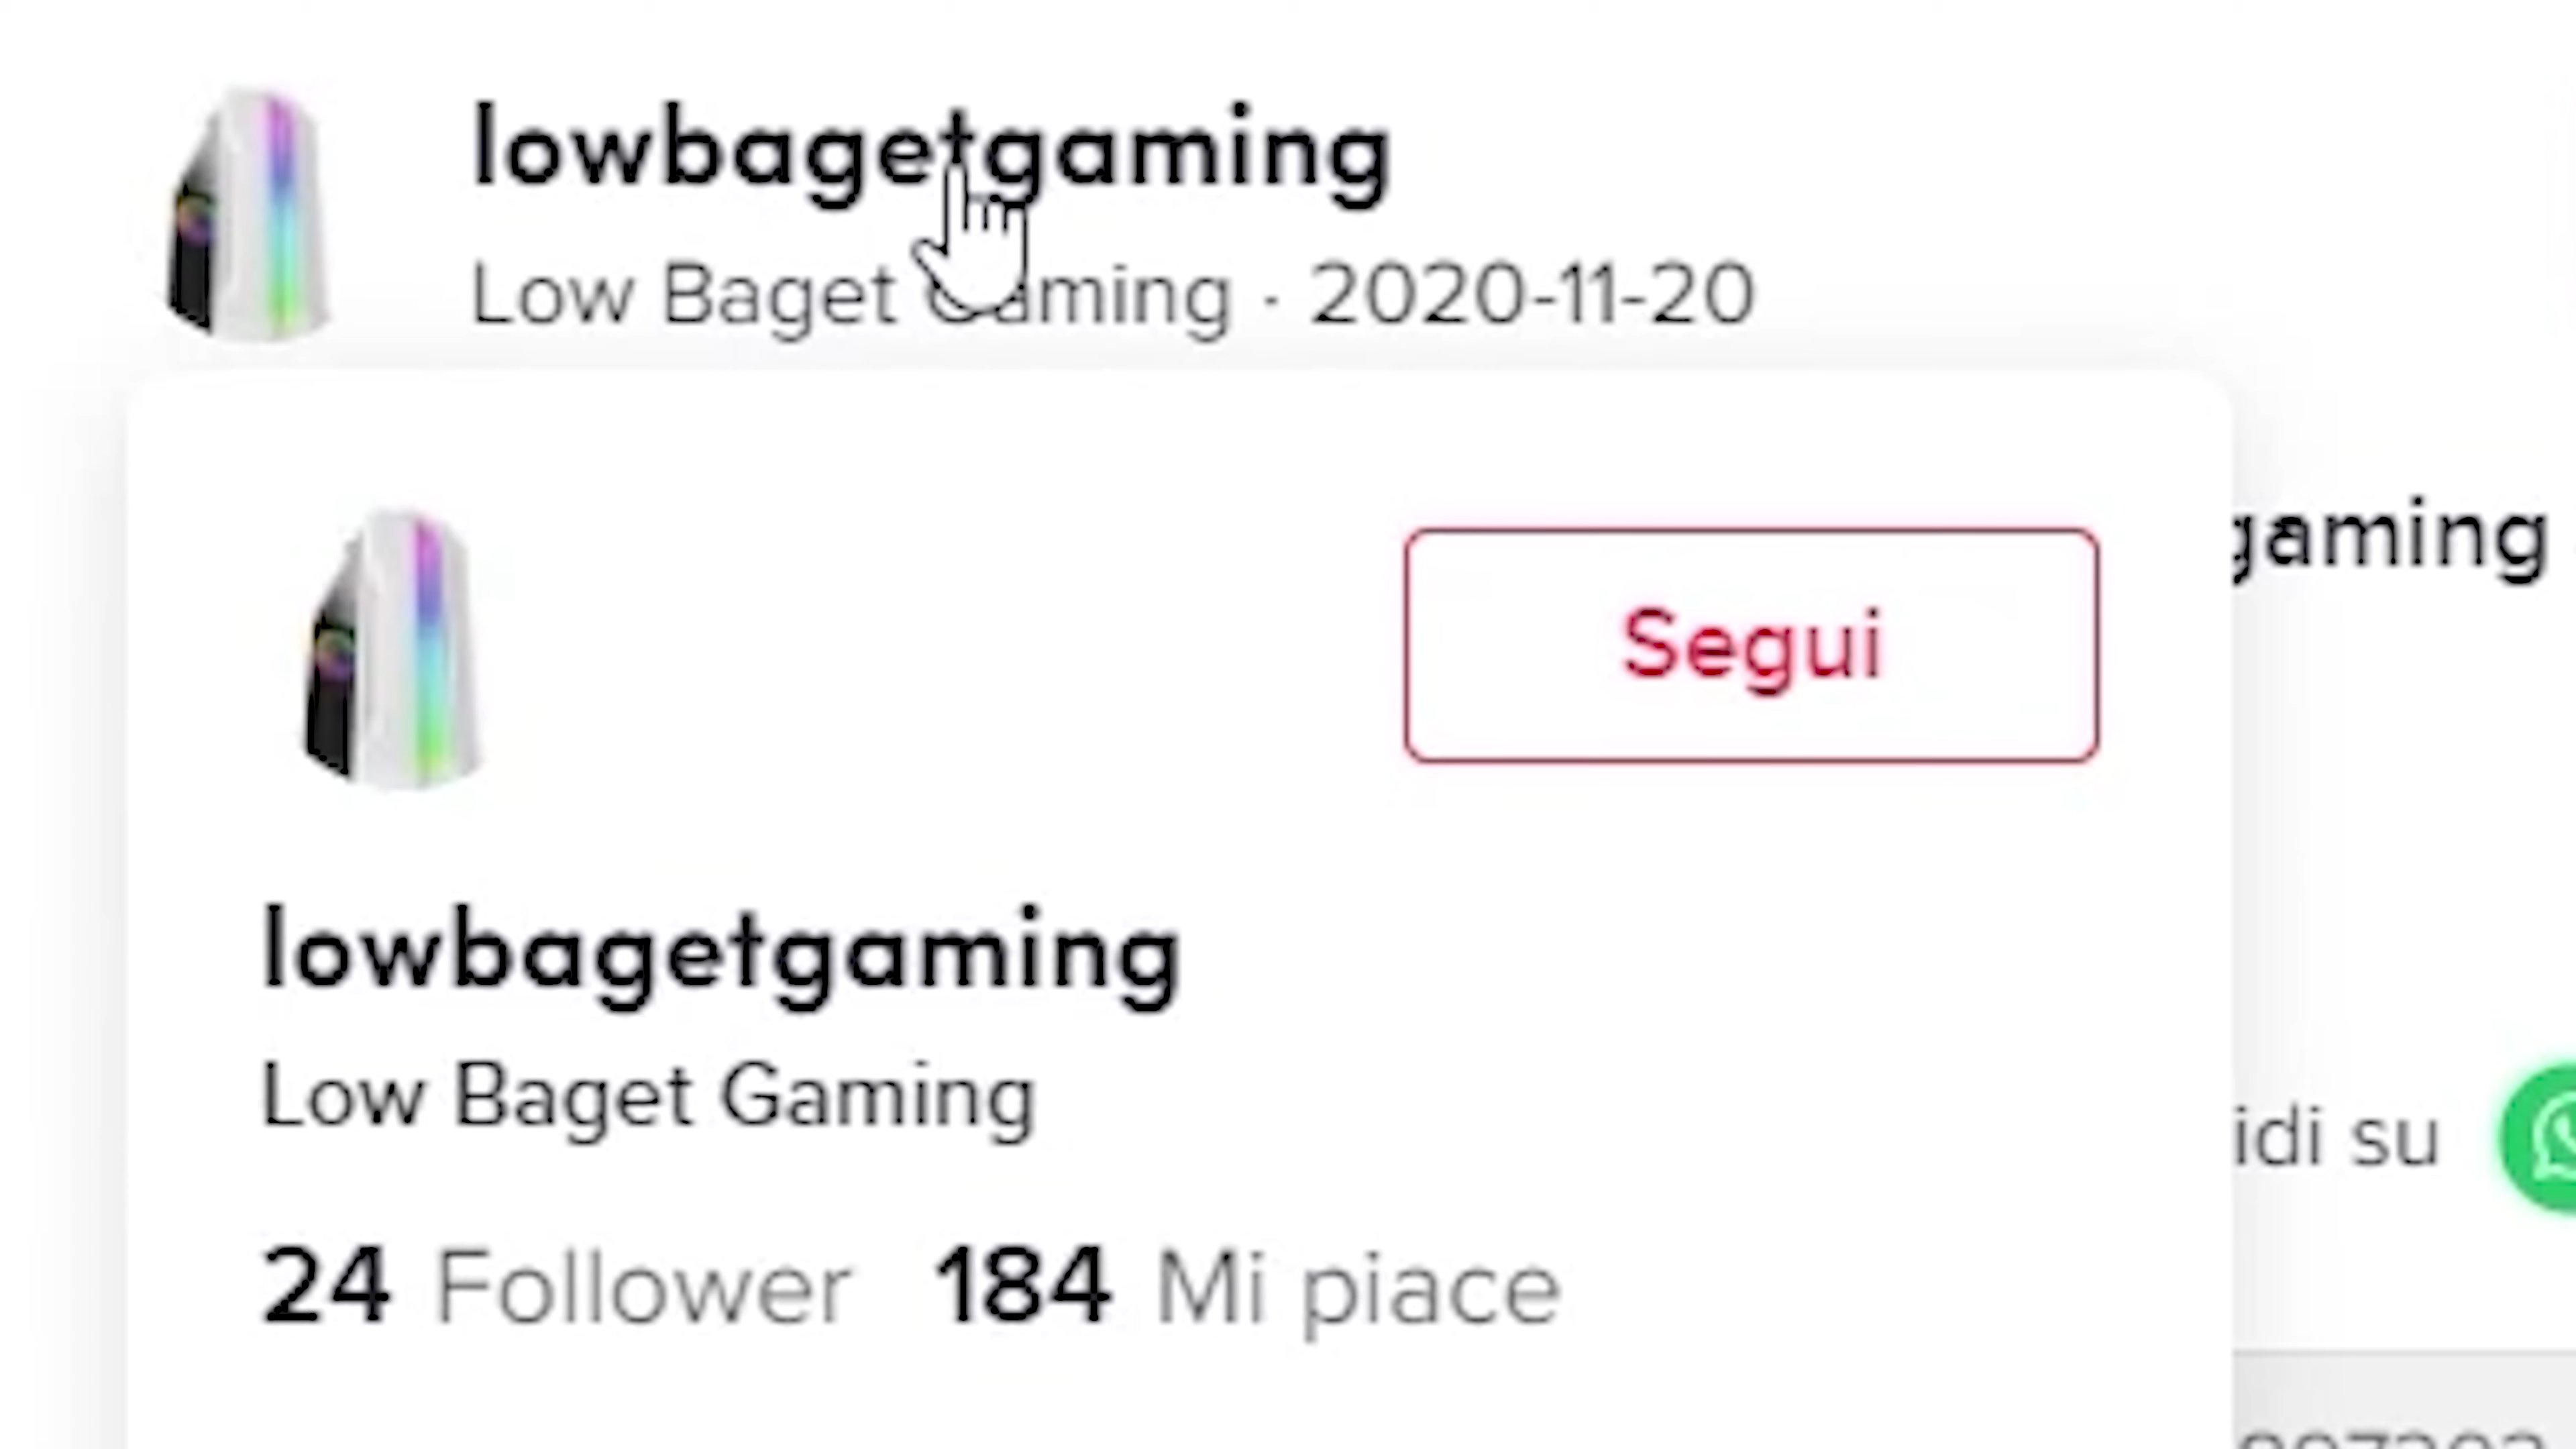 lowbagetgaming
Low Baget Gaming · 2020-11-20
Segui
gaming
lowbagetgaming
Low Baget Gaming
idi su
24 Follower 184 Mi piace